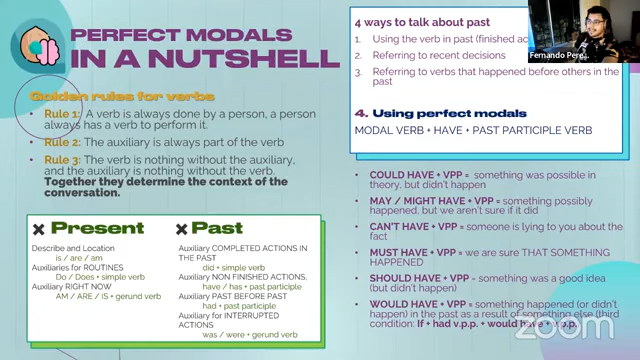 PERFECT MODALS
IN A NUTSHELL
Golden rules for verbs
• Rule 1: A verb is always done by a person, a person
always has a verb to perform it.
• Rule 2: The auxiliary is always part of the verb
• Rule 3: The verb is nothing without the auxiliary,
and the auxiliary is nothing without the verb.
Together they determine the context of the
conversation.
Present
Describe and Location
is / are / am
Auxiliaries for ROUTINES
Do / Does + simple verb
Auxiliary RIGHT NOW
AM / ARE / IS + gerund verb
Past
Auxiliary COMPLETED ACTIONS IN
THE PAST
did + simple verb
Auxiliary NON FINISHED ACTIONS,
have / has + past participle
Auxiliary PAST BEFORE PAST
had + past participle
Auxiliary for INTERRUPTED
ACTIONS
was / were + gerund verb
4 ways to talk about past
1. Using the verb in past (finished
2. Referring to recent decisions
3. Referring to verbs that happened before others in the
past
4. Using perfect modals
MODAL VERB + HAVE + PAST PARTICIPLE VERB
• COULD HAVE + VPP = something was possible in
theory, but didn't happen
• MAY / MIGHT HAVE + VPP = something possibly
happened, but we aren't sure if it did
• CAN'T HAVE + VPP = someone is lying to you about the
fact
• MUST HAVE + VPP = we are sure THAT SOMETHING
HAPPENED
• SHOULD HAVE + VPP = something was a good idea
(but didn't happen)
• WOULD HAVE + VPP = something happened (or didn't
happen) in the past as a result of something else (third
condition: If + had v.p.p. + would have + v.p.p.
Fernando Pere...
zoom